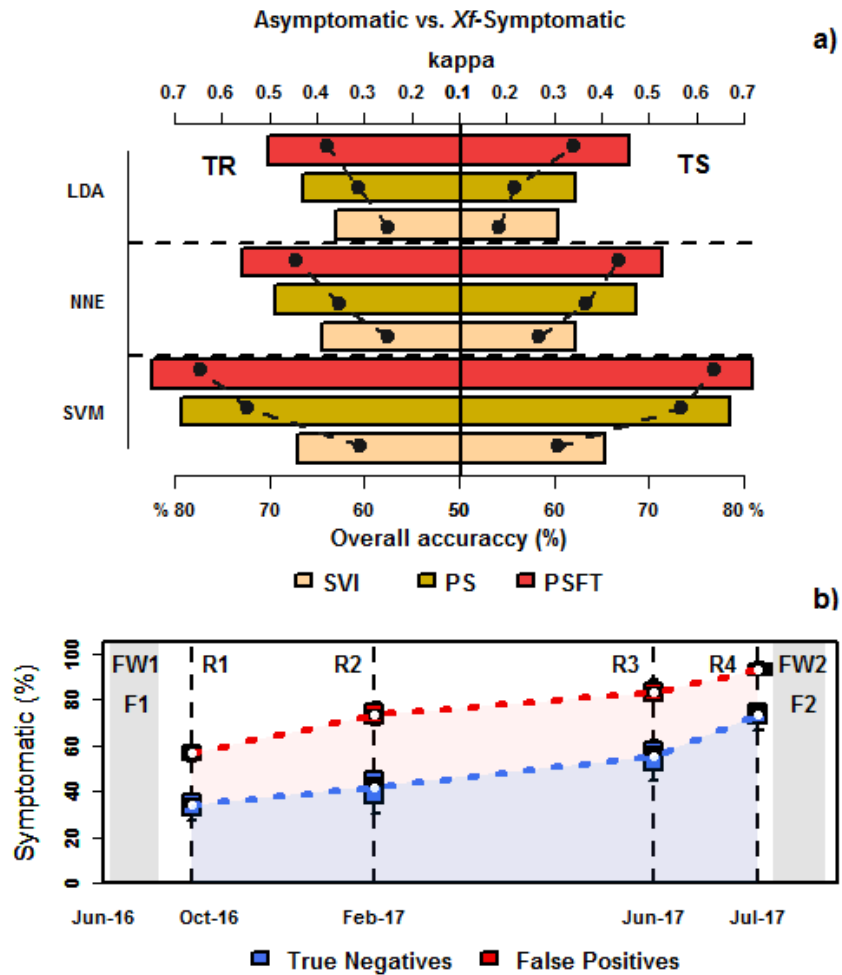 Asymptomatic vs. Xf-Symptomatic
a)
kappa
0.7 0.6 0.5 0.4 0.3 0.2 0.1 0.2 0.3 0.4 0.5 0.6 0.7
TR TS
LDA
NNE
SVM
% 80 70 60 50 60 70 80 %
Overall accuraccy (%)
SVI PS PSFT
b)
Symptomatic (%)
100
80
60
40
20
0
FW1 R1 R2 R3 R4 FW2
F1 F2
Jun-16 Oct-16 Feb-17 Jun-17 Jul-17
True Negatives False Positives